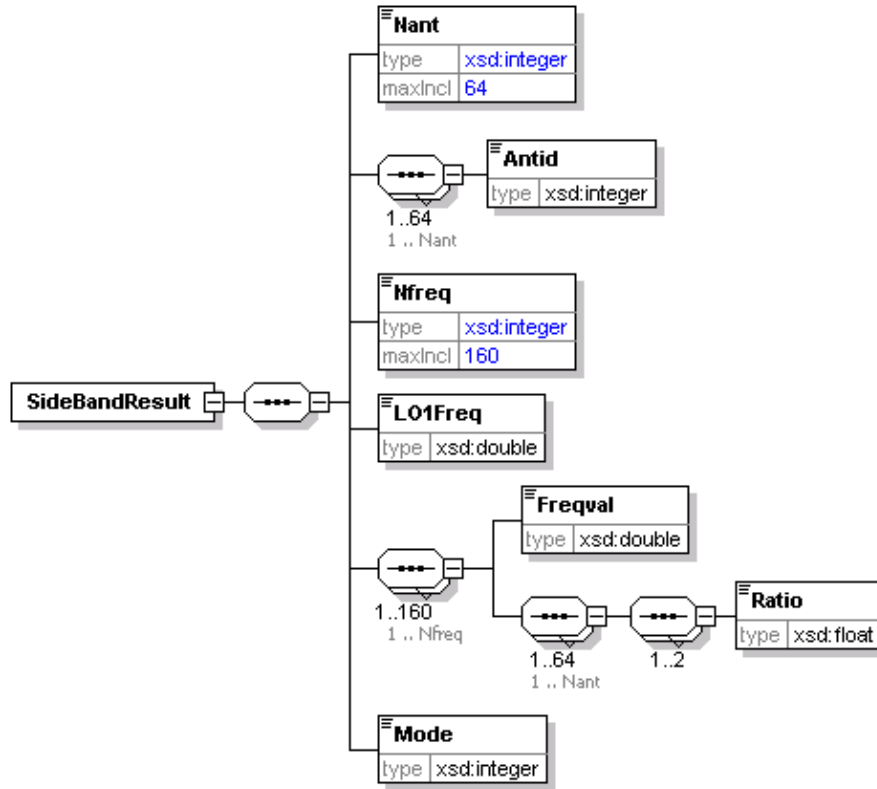 Nant
type xsd:integer
maxIncl 64
Antid
type xsd:integer
1..64
1 .. Nant
Nfreq
type xsd:integer
maxIncl 160
SideBandResult
LO1Freq
type xsd:double
Freqval
type xsd:double
1..160
1 .. Nfreq
Ratio
type xsd:float
1..64
1..2
1 .. Nant
Mode
type xsd:integer